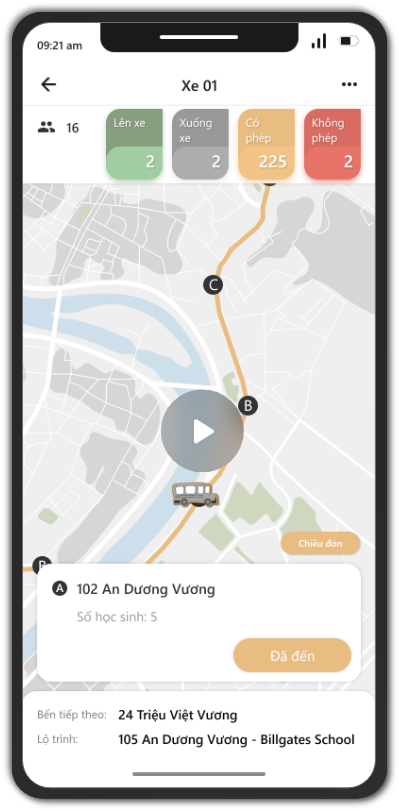 09:21 am
Xe 01
16
Lên xe
2
Xuống
xe
2
Có
phép
225
Không
phép
2
C
B
Chiều đón
A 102 An Dương Vương
Số học sinh: 5
Đã đến
Bến tiếp theo: 24 Triệu Việt Vương
Lộ trình: 105 An Dương Vương - Billgates School